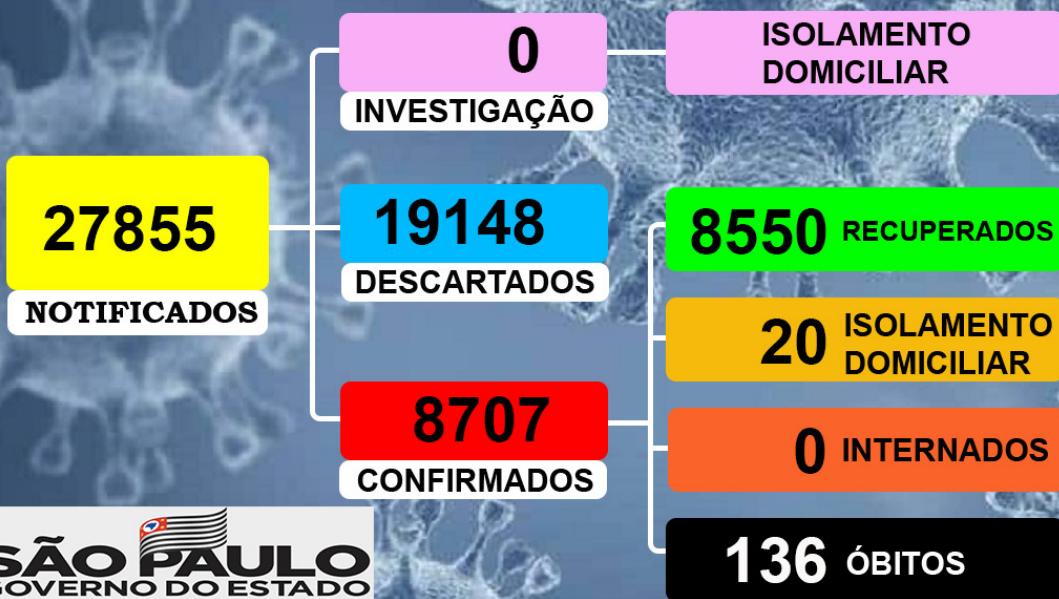 0
INVESTIGAÇÃO
ISOLAMENTO
DOMICILIAR
27855
NOTIFICADOS
19148
DESCARTADOS
8707
CONFIRMADOS
8550 RECUPERADOS
20 ISOLAMENTO
DOMICILIAR
0 INTERNADOS
136 ÓBITOS
SÃO PAULO
GOVERNO DO ESTADO